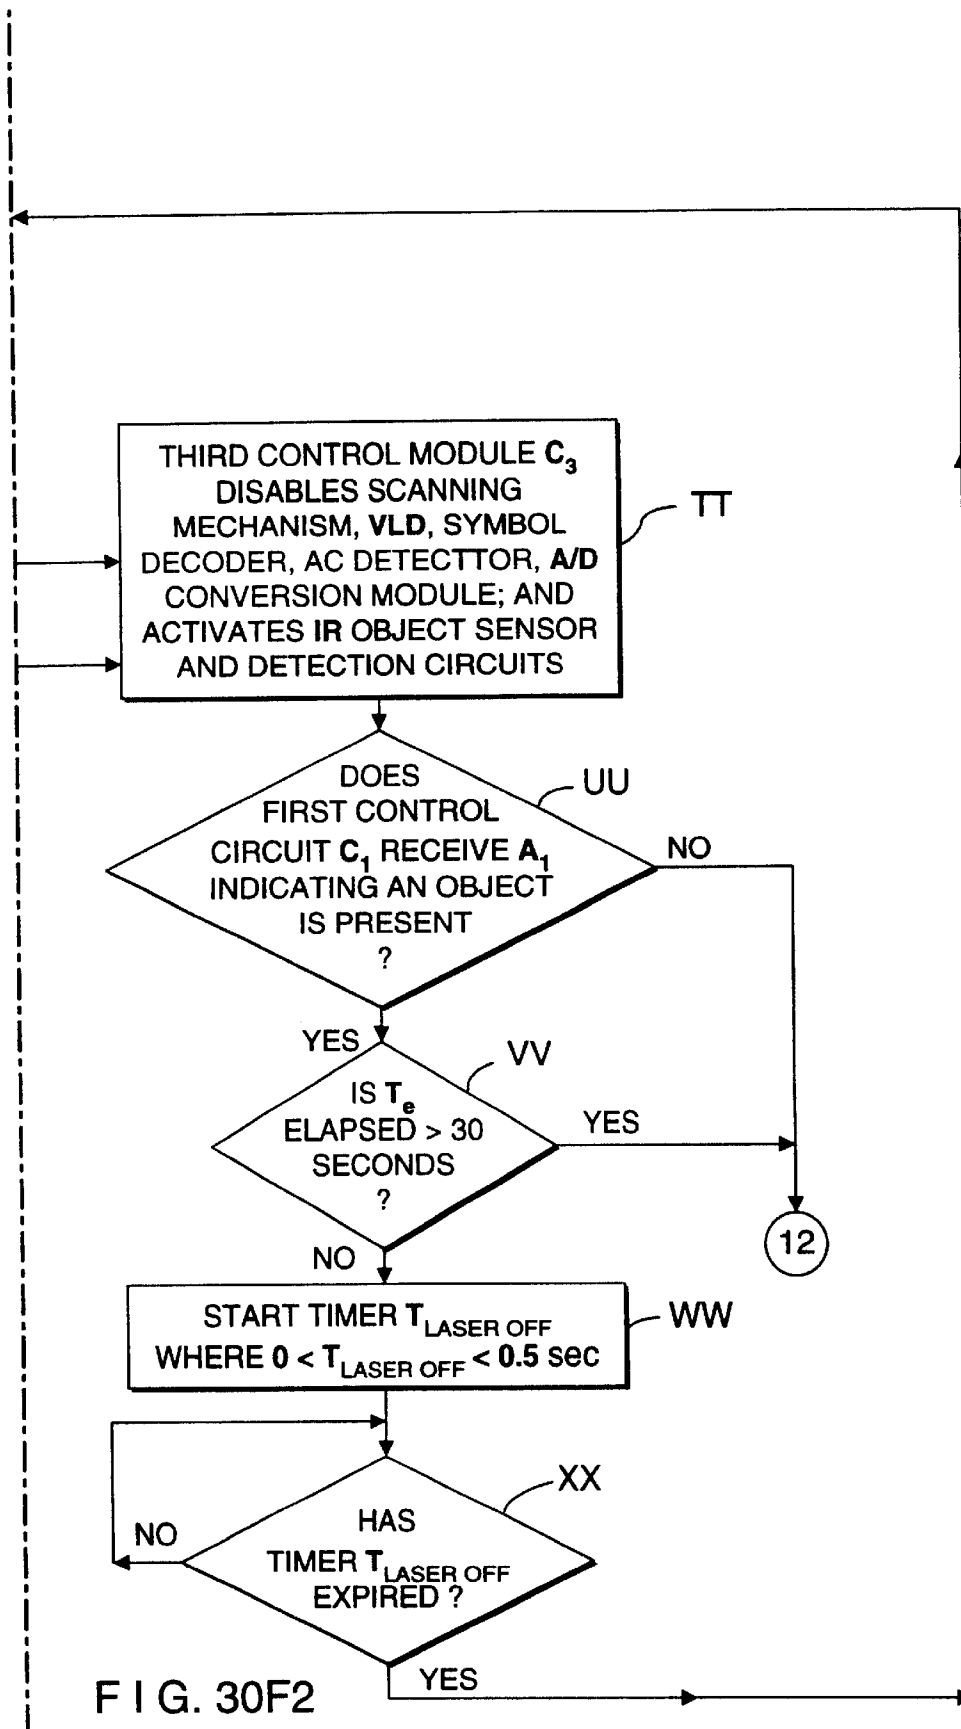 THIRD CONTROL MODULE C3
DISABLES SCANNING
MECHANISM, VLD, SYMBOL
DECODER, AC DETECTTOR, A/D
CONVERSION MODULE; AND
ACTIVATES IR OBJECT SENSOR
AND DETECTION CIRCUITS
TT
DOES
FIRST CONTROL
CIRCUIT C1 RECEIVE A1
INDICATING AN OBJECT
IS PRESENT
?
UU
NO
YES
IS Te
ELAPSED > 30
SECONDS
?
VV
YES
12
NO
START TIMER TLASER OFF
WHERE 0 < TLASER OFF < 0.5 sec
WW
HAS
TIMER TLASER OFF
EXPIRED ?
XX
NO
YES
FIG. 30F2